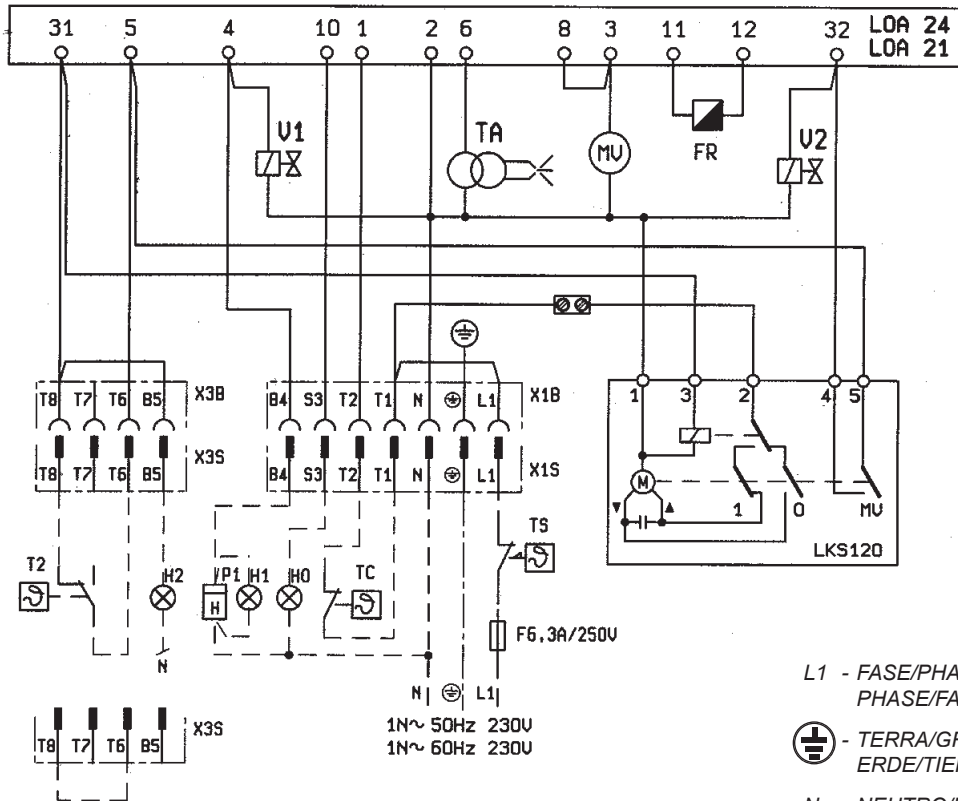 31 5 4 10 1 2 6 8 3 11 12 32 LOA 24
LOA 21
V1 TA MV FR V2
T8 T7 T6 B5 X3B
B4 S3 T2 T1 N L1 X1B
1 3 2 4 5
X3S
T8 T7 T6 B5
X1S
B4 S3 T2 T1 N L1
M
1 0 MV
LKS120
T2 H2 P1 H1 H0 TC TS
H
F6,3A/250V
N
N L1
1N~ 50Hz 230V
1N~ 60Hz 230V
X3S
T8 T7 T6 B5
L1 - FASE/PHA
PHASE/FA
- TERRA/GR
ERDE/TIE